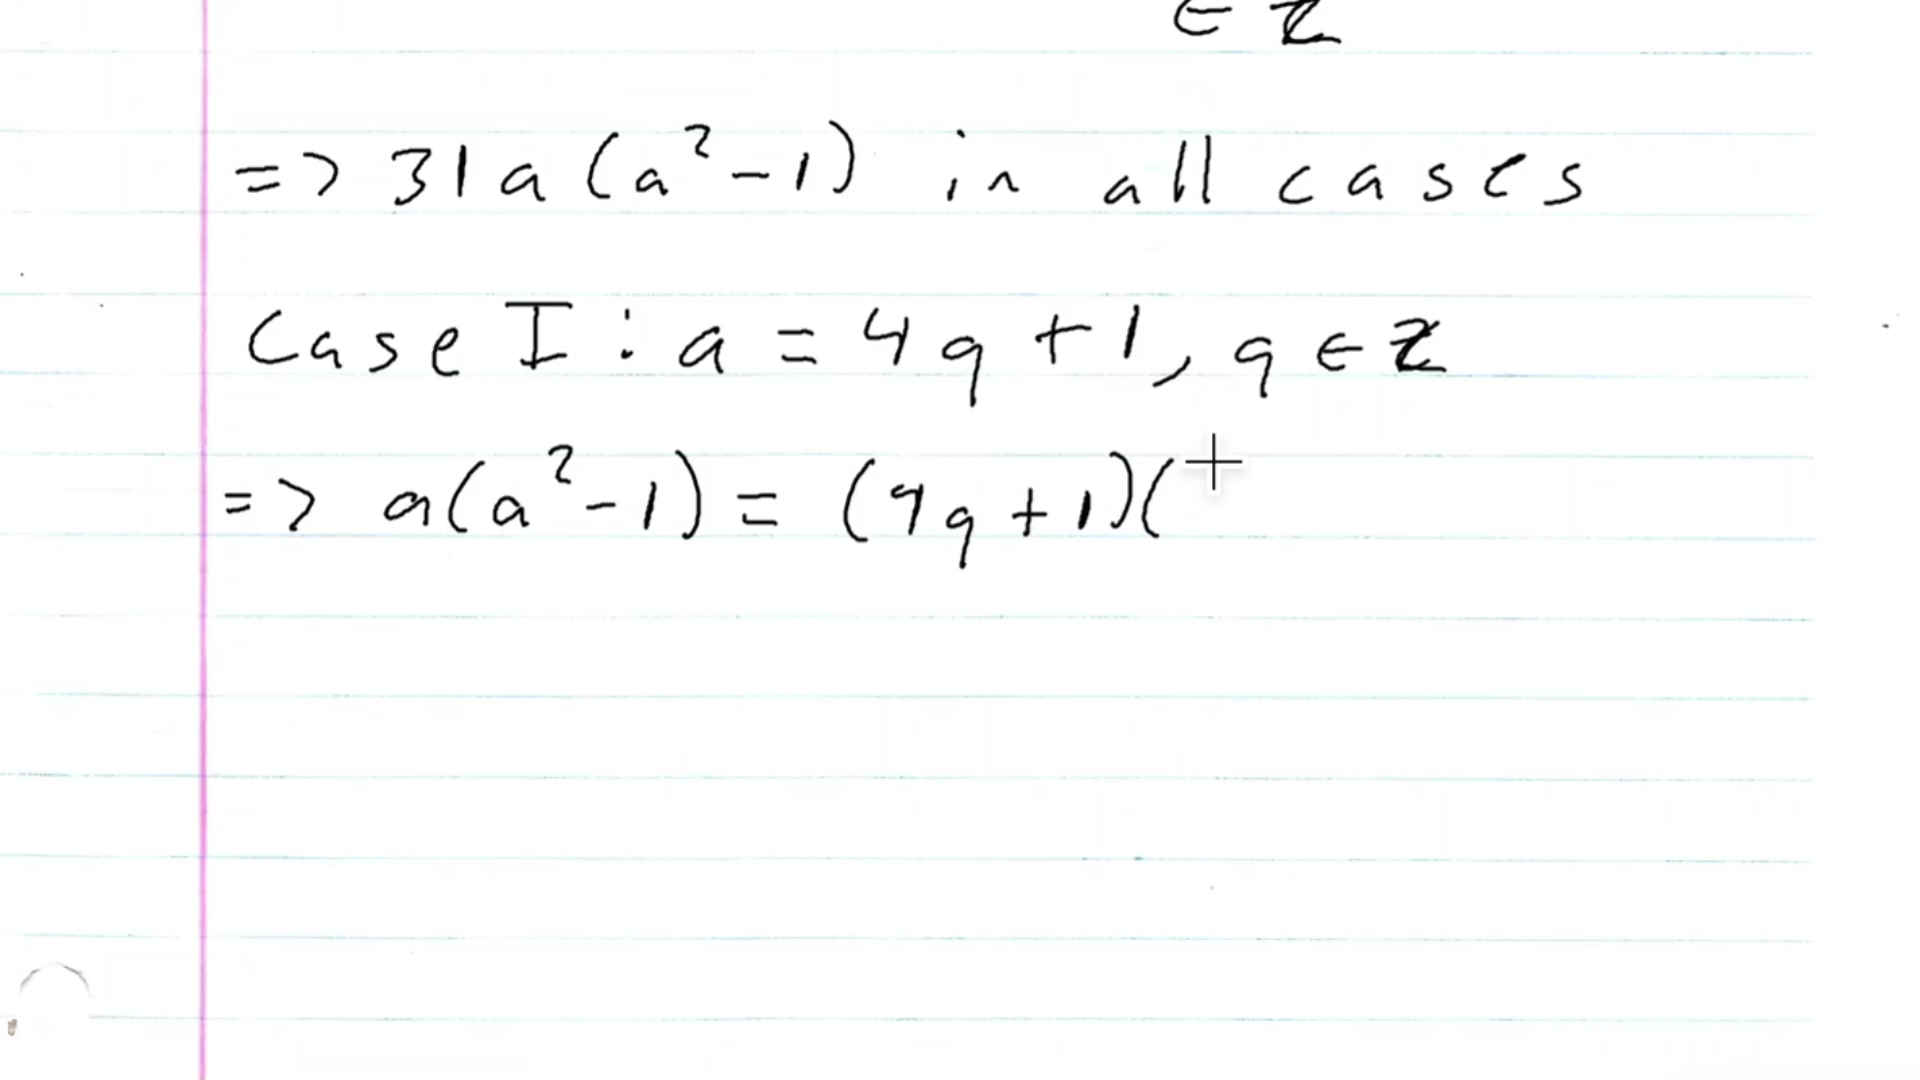 ∈ Z
=> 3|a(a²-1) in all cases
Case I: a = 4q+1, q ∈ Z
=> a(a²-1) = (4q+1)(